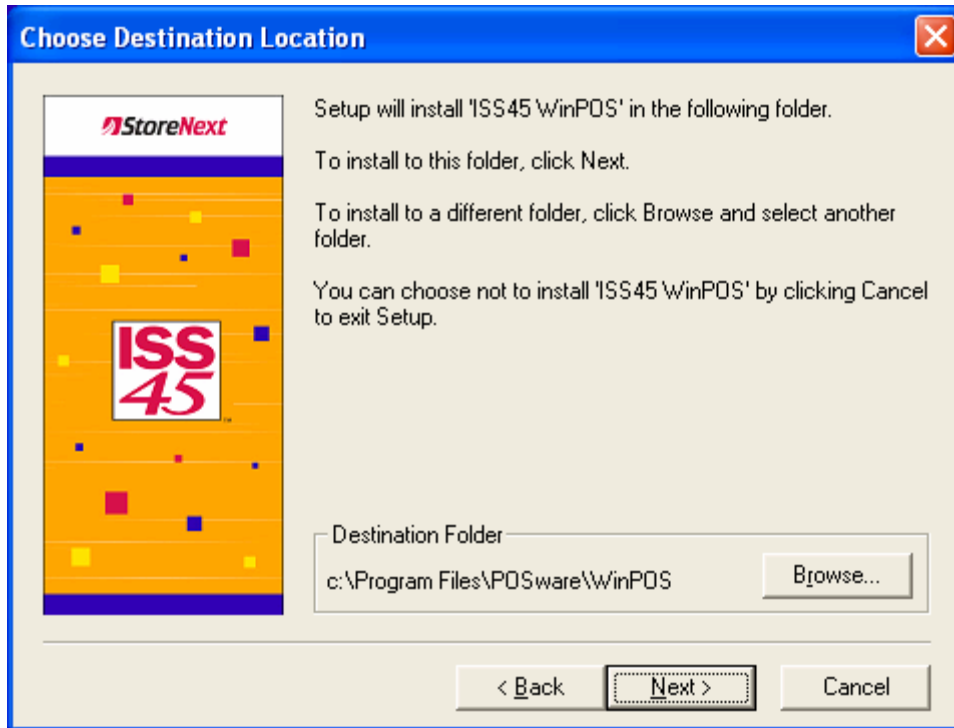 Choose Destination Location
StoreNext
ISS
45
™
Setup will install 'ISS45 WinPOS' in the following folder.
To install to this folder, click Next.
To install to a different folder, click Browse and select another
folder.
You can choose not to install 'ISS45 WinPOS' by clicking Cancel
to exit Setup.
Destination Folder
c:\Program Files\POSware\WinPOS
Browse...
< Back
Next >
Cancel